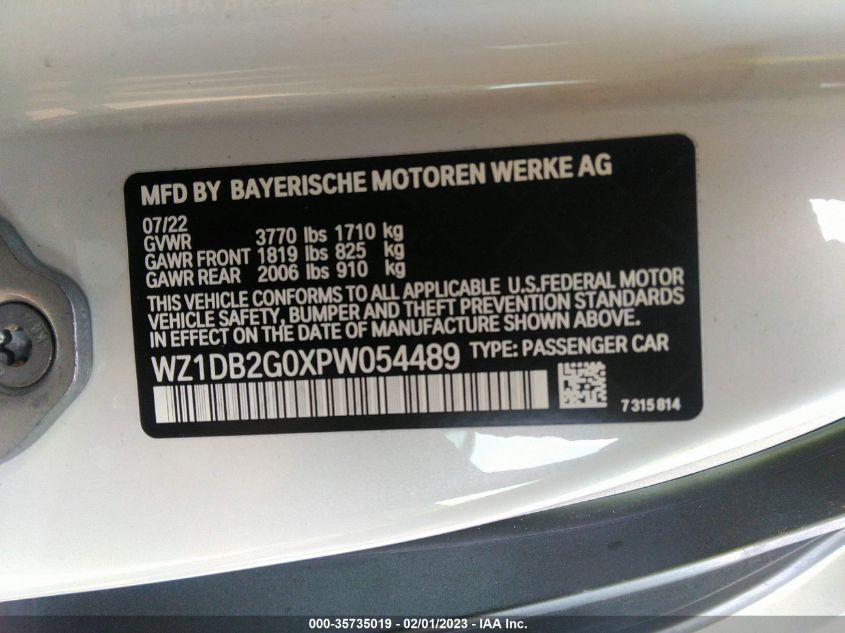 MFD BY BAYERISCHE MOTOREN WERKE AG
07/22
GVWR 3770 lbs 1710 kg
GAWR FRONT 1819 lbs 825 kg
GAWR REAR 2006 lbs 910 kg
THIS VEHICLE CONFORMS TO ALL APPLICABLE U.S.FEDERAL MOTOR
VEHICLE SAFETY, BUMPER AND THEFT PREVENTION STANDARDS
IN EFFECT ON THE DATE OF MANUFACTURE SHOWN ABOVE.
WZ1DB2G0XPW054489 TYPE: PASSENGER CAR
7315814
000-35735019 - 02/01/2023 - IAA Inc.